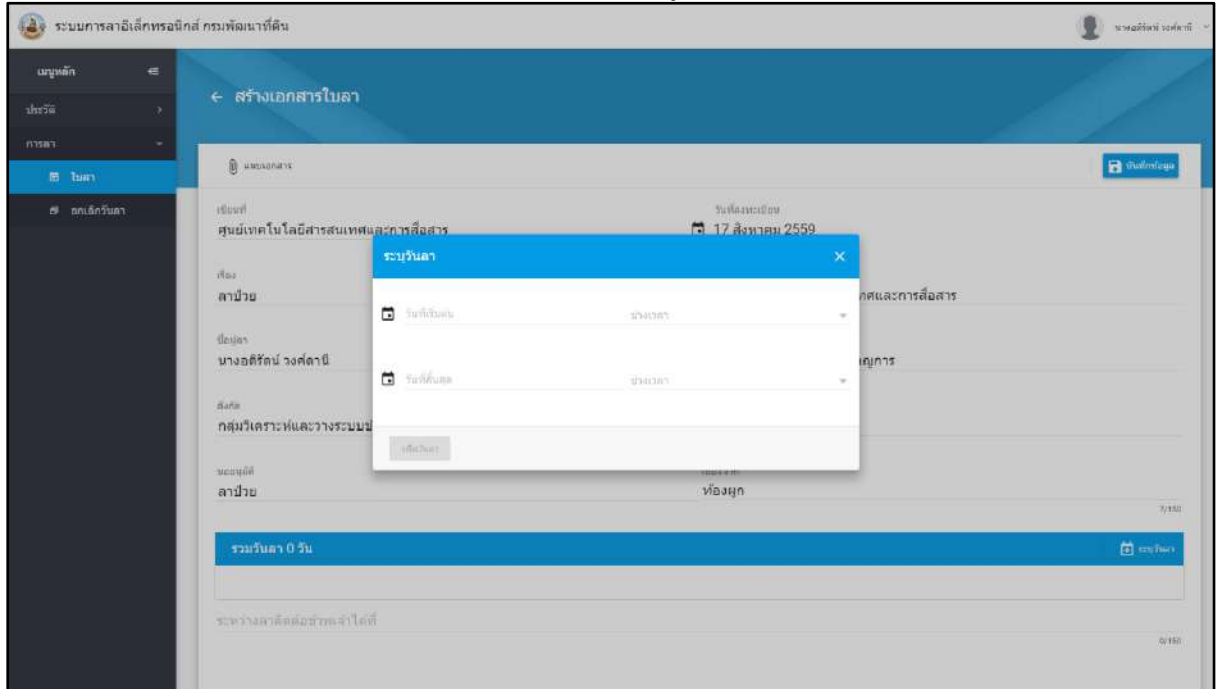 ระบบการลาอิเล็กทรอนิกส์ กรมพัฒนาที่ดิน
เมนูหลัก
ประวัติ
การลา
ใบลา
ยกเลิกวันลา
← สร้างเอกสารใบลา
แนบเอกสาร
บันทึกข้อมูล
เขียนที่
วันที่ลงทะเบียน
ศูนย์เทคโนโลยีสารสนเทศและการสื่อสาร
17 สิงหาคม 2559
เรื่อง
ลาป่วย
ทศและการสื่อสาร
ระบุวันลา
วันที่เริ่มต้น
ช่วงเวลา
วันที่สิ้นสุด
ช่วงเวลา
เพิ่มวันลา
ชื่อผู้ลา
นางอติรัตน์ วงศ์ดานี
ญการ
สังกัด
กลุ่มวิเคราะห์และวางระบบป
ขออนุมัติ
ลาป่วย
ท้องผูก
7/150
รวมวันลา 0 วัน
ระบุวันลา
ระหว่างลาติดต่อข้าพเจ้าได้ที่
0/150